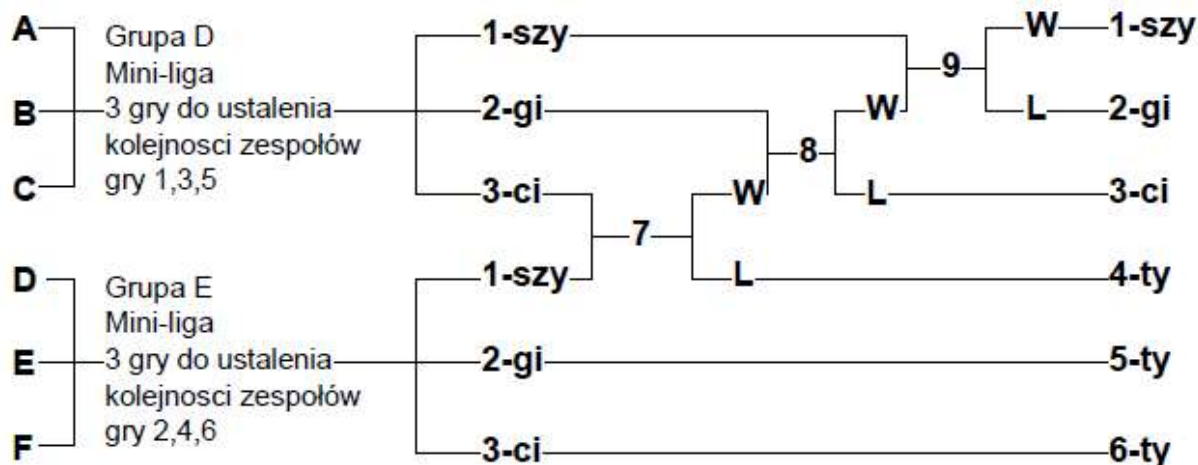 A
B
C
Grupa D
Mini-liga
3 gry do ustalenia
kolejnosci zespołów
gry 1,3,5
1-szy
2-gi
3-ci
D
E
F
Grupa E
Mini-liga
3 gry do ustalenia
kolejnosci zespołów
gry 2,4,6
1-szy
2-gi
3-ci
7
W
L
8
W
L
9
W
L
1-szy
2-gi
3-ci
4-ty
5-ty
6-ty